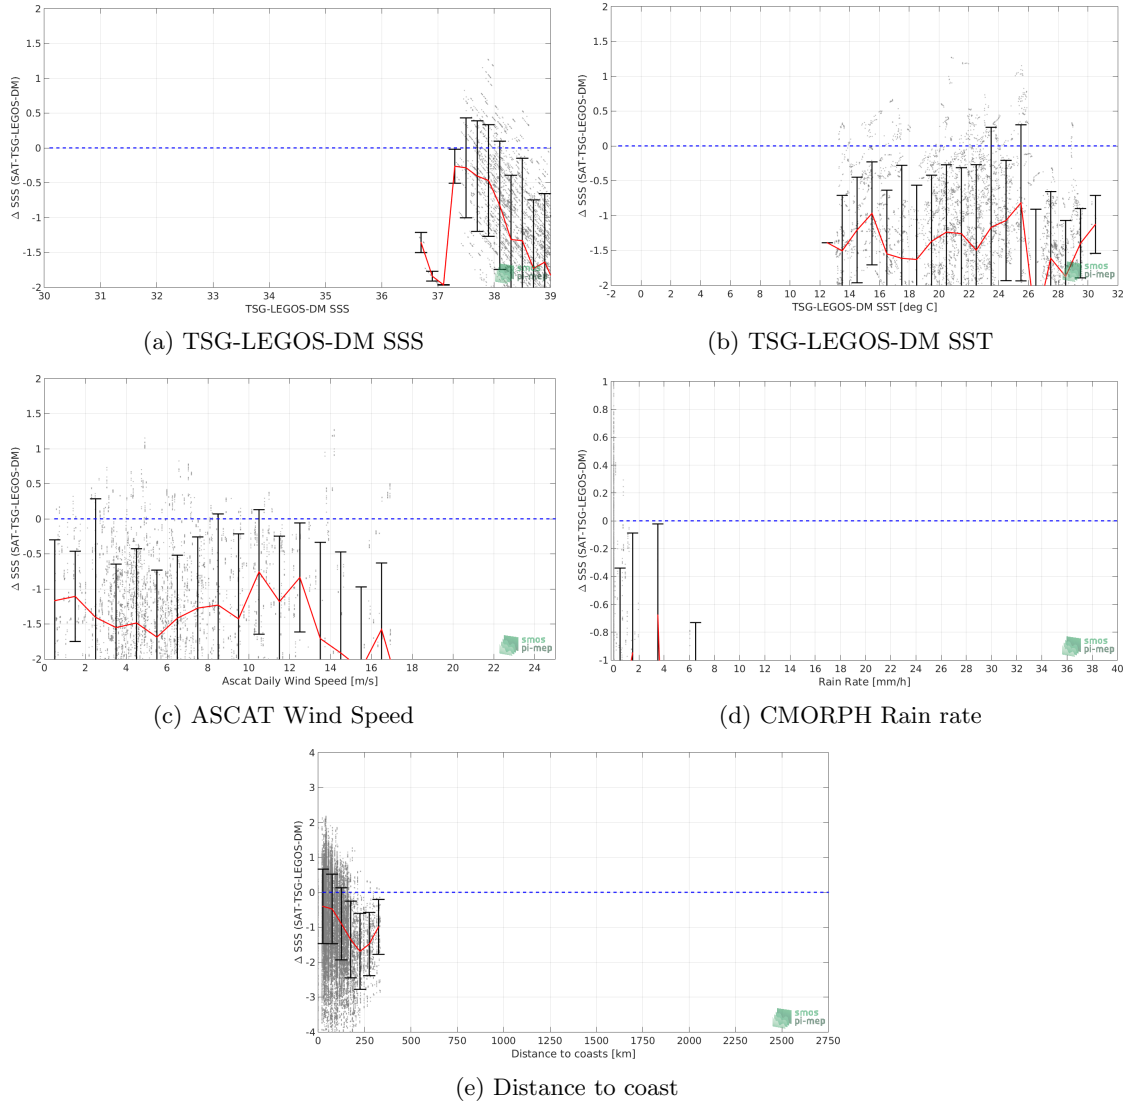 2
1.5
1
0.5
0
-0.5
-1
-1.5
-2
Δ SSS (SAT-TSG-LEGOS-DM)
30 31 32 33 34 35 36 37 38 39
TSG-LEGOS-DM SSS
smos
pi-mep
(a) TSG-LEGOS-DM SSS
2
1.5
1
0.5
0
-0.5
-1
-1.5
-2
Δ SSS (SAT-TSG-LEGOS-DM)
-2 0 2 4 6 8 10 12 14 16 18 20 22 24 26 28 30 32
TSG-LEGOS-DM SST [deg C]
smos
pi-mep
(b) TSG-LEGOS-DM SST
2
1.5
1
0.5
0
-0.5
-1
-1.5
-2
Δ SSS (SAT-TSG-LEGOS-DM)
0 2 4 6 8 10 12 14 16 18 20 22 24
Ascat Daily Wind Speed [m/s]
smos
pi-mep
(c) ASCAT Wind Speed
1
0.8
0.6
0.4
0.2
0
-0.2
-0.4
-0.6
-0.8
-1
Δ SSS (SAT-TSG-LEGOS-DM)
0 2 4 6 8 10 12 14 16 18 20 22 24 26 28 30 32 34 36 38 40
Rain Rate [mm/h]
smos
pi-mep
(d) CMORPH Rain rate
4
3
2
1
0
-1
-2
-3
-4
Δ SSS (SAT-TSG-LEGOS-DM)
0 250 500 750 1000 1250 1500 1750 2000 2250 2500 2750
Distance to coasts [km]
smos
pi-mep
(e) Distance to coast